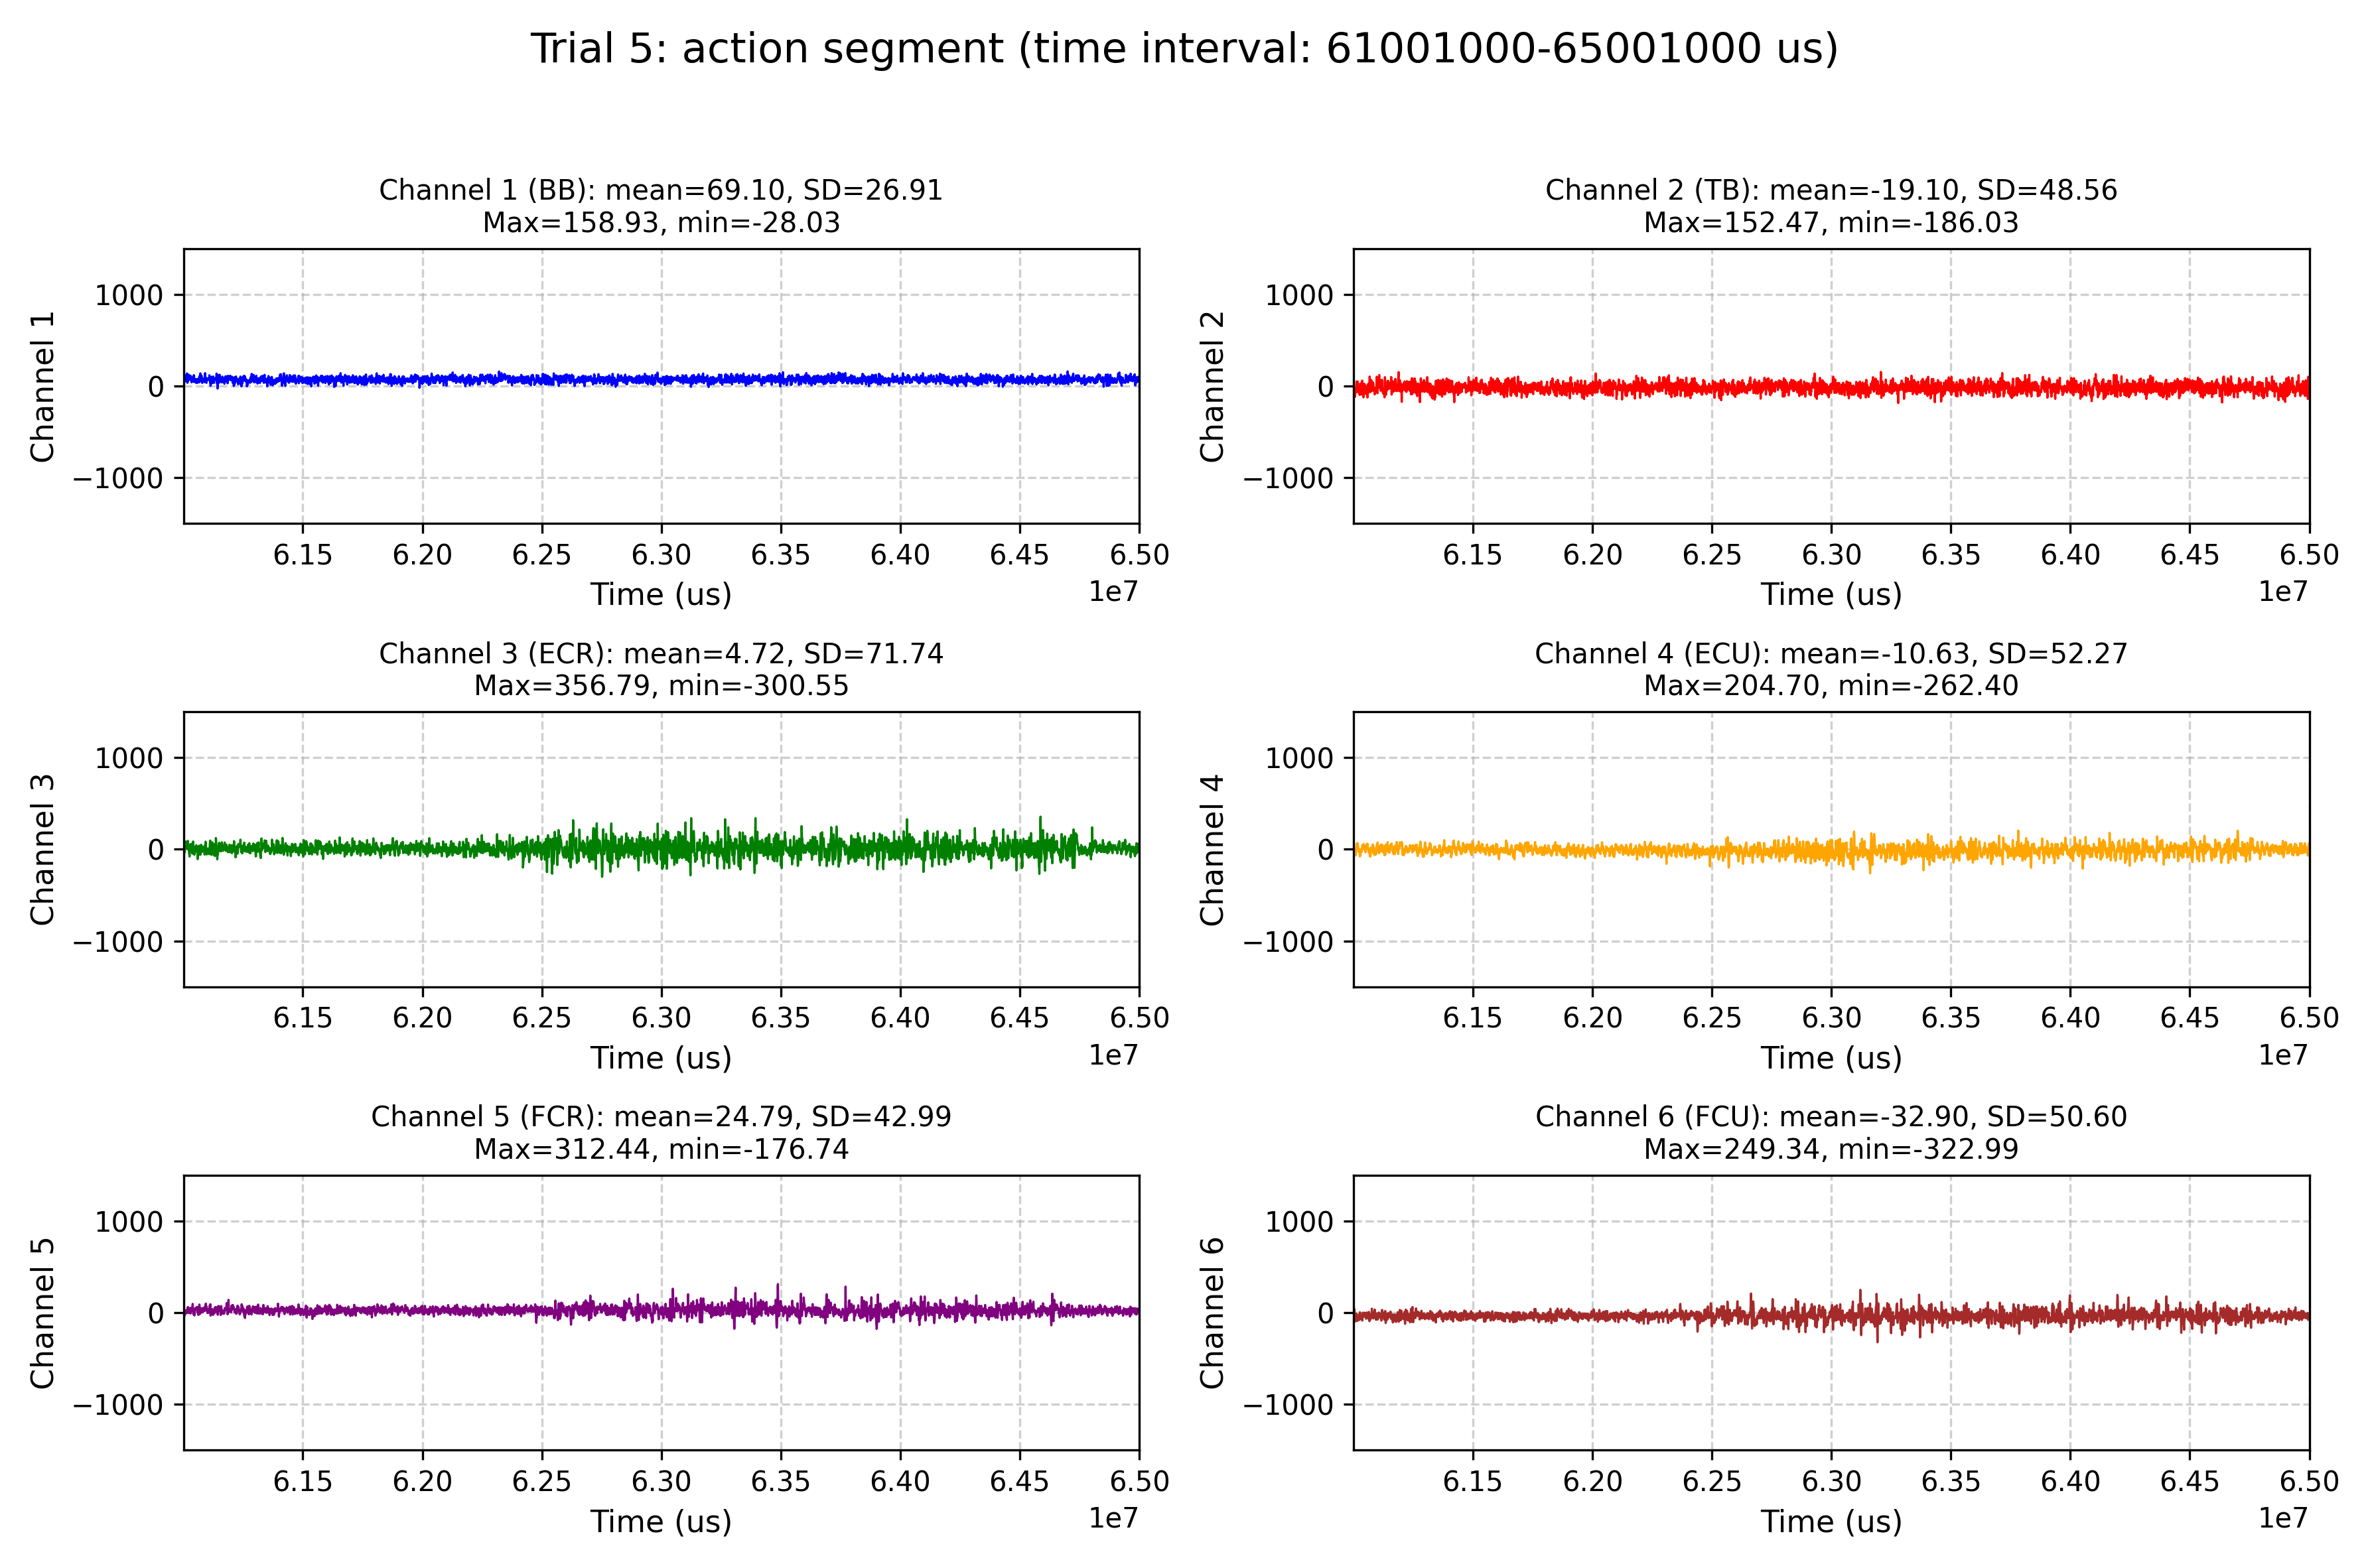 Trial 5: action segment (time interval: 61001000-65001000 us)
Channel 1 (BB): mean=69.10, SD=26.91
Max=158.93, min=-28.03
Channel 1
1000
0
−1000
6.15 6.20 6.25 6.30 6.35 6.40 6.45 6.50
Time (us)
1e7
Channel 2 (TB): mean=-19.10, SD=48.56
Max=152.47, min=-186.03
Channel 2
1000
0
−1000
6.15 6.20 6.25 6.30 6.35 6.40 6.45 6.50
Time (us)
1e7
Channel 3 (ECR): mean=4.72, SD=71.74
Max=356.79, min=-300.55
Channel 3
1000
0
−1000
6.15 6.20 6.25 6.30 6.35 6.40 6.45 6.50
Time (us)
1e7
Channel 4 (ECU): mean=-10.63, SD=52.27
Max=204.70, min=-262.40
Channel 4
1000
0
−1000
6.15 6.20 6.25 6.30 6.35 6.40 6.45 6.50
Time (us)
1e7
Channel 5 (FCR): mean=24.79, SD=42.99
Max=312.44, min=-176.74
Channel 5
1000
0
−1000
6.15 6.20 6.25 6.30 6.35 6.40 6.45 6.50
Time (us)
1e7
Channel 6 (FCU): mean=-32.90, SD=50.60
Max=249.34, min=-322.99
Channel 6
1000
0
−1000
6.15 6.20 6.25 6.30 6.35 6.40 6.45 6.50
Time (us)
1e7